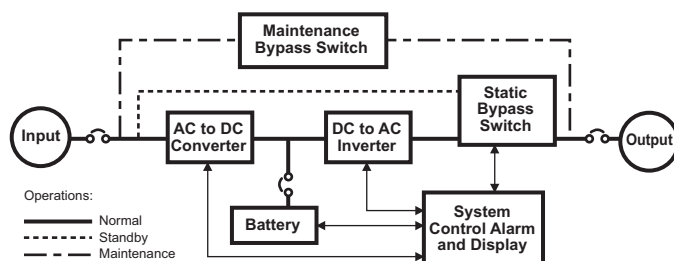 Maintenance
Bypass Switch
Static
Bypass
Switch
Input
AC to DC
Converter
DC to AC
Inverter
Output
Operations:
Normal
Standby
Maintenance
Battery
System
Control Alarm
and Display